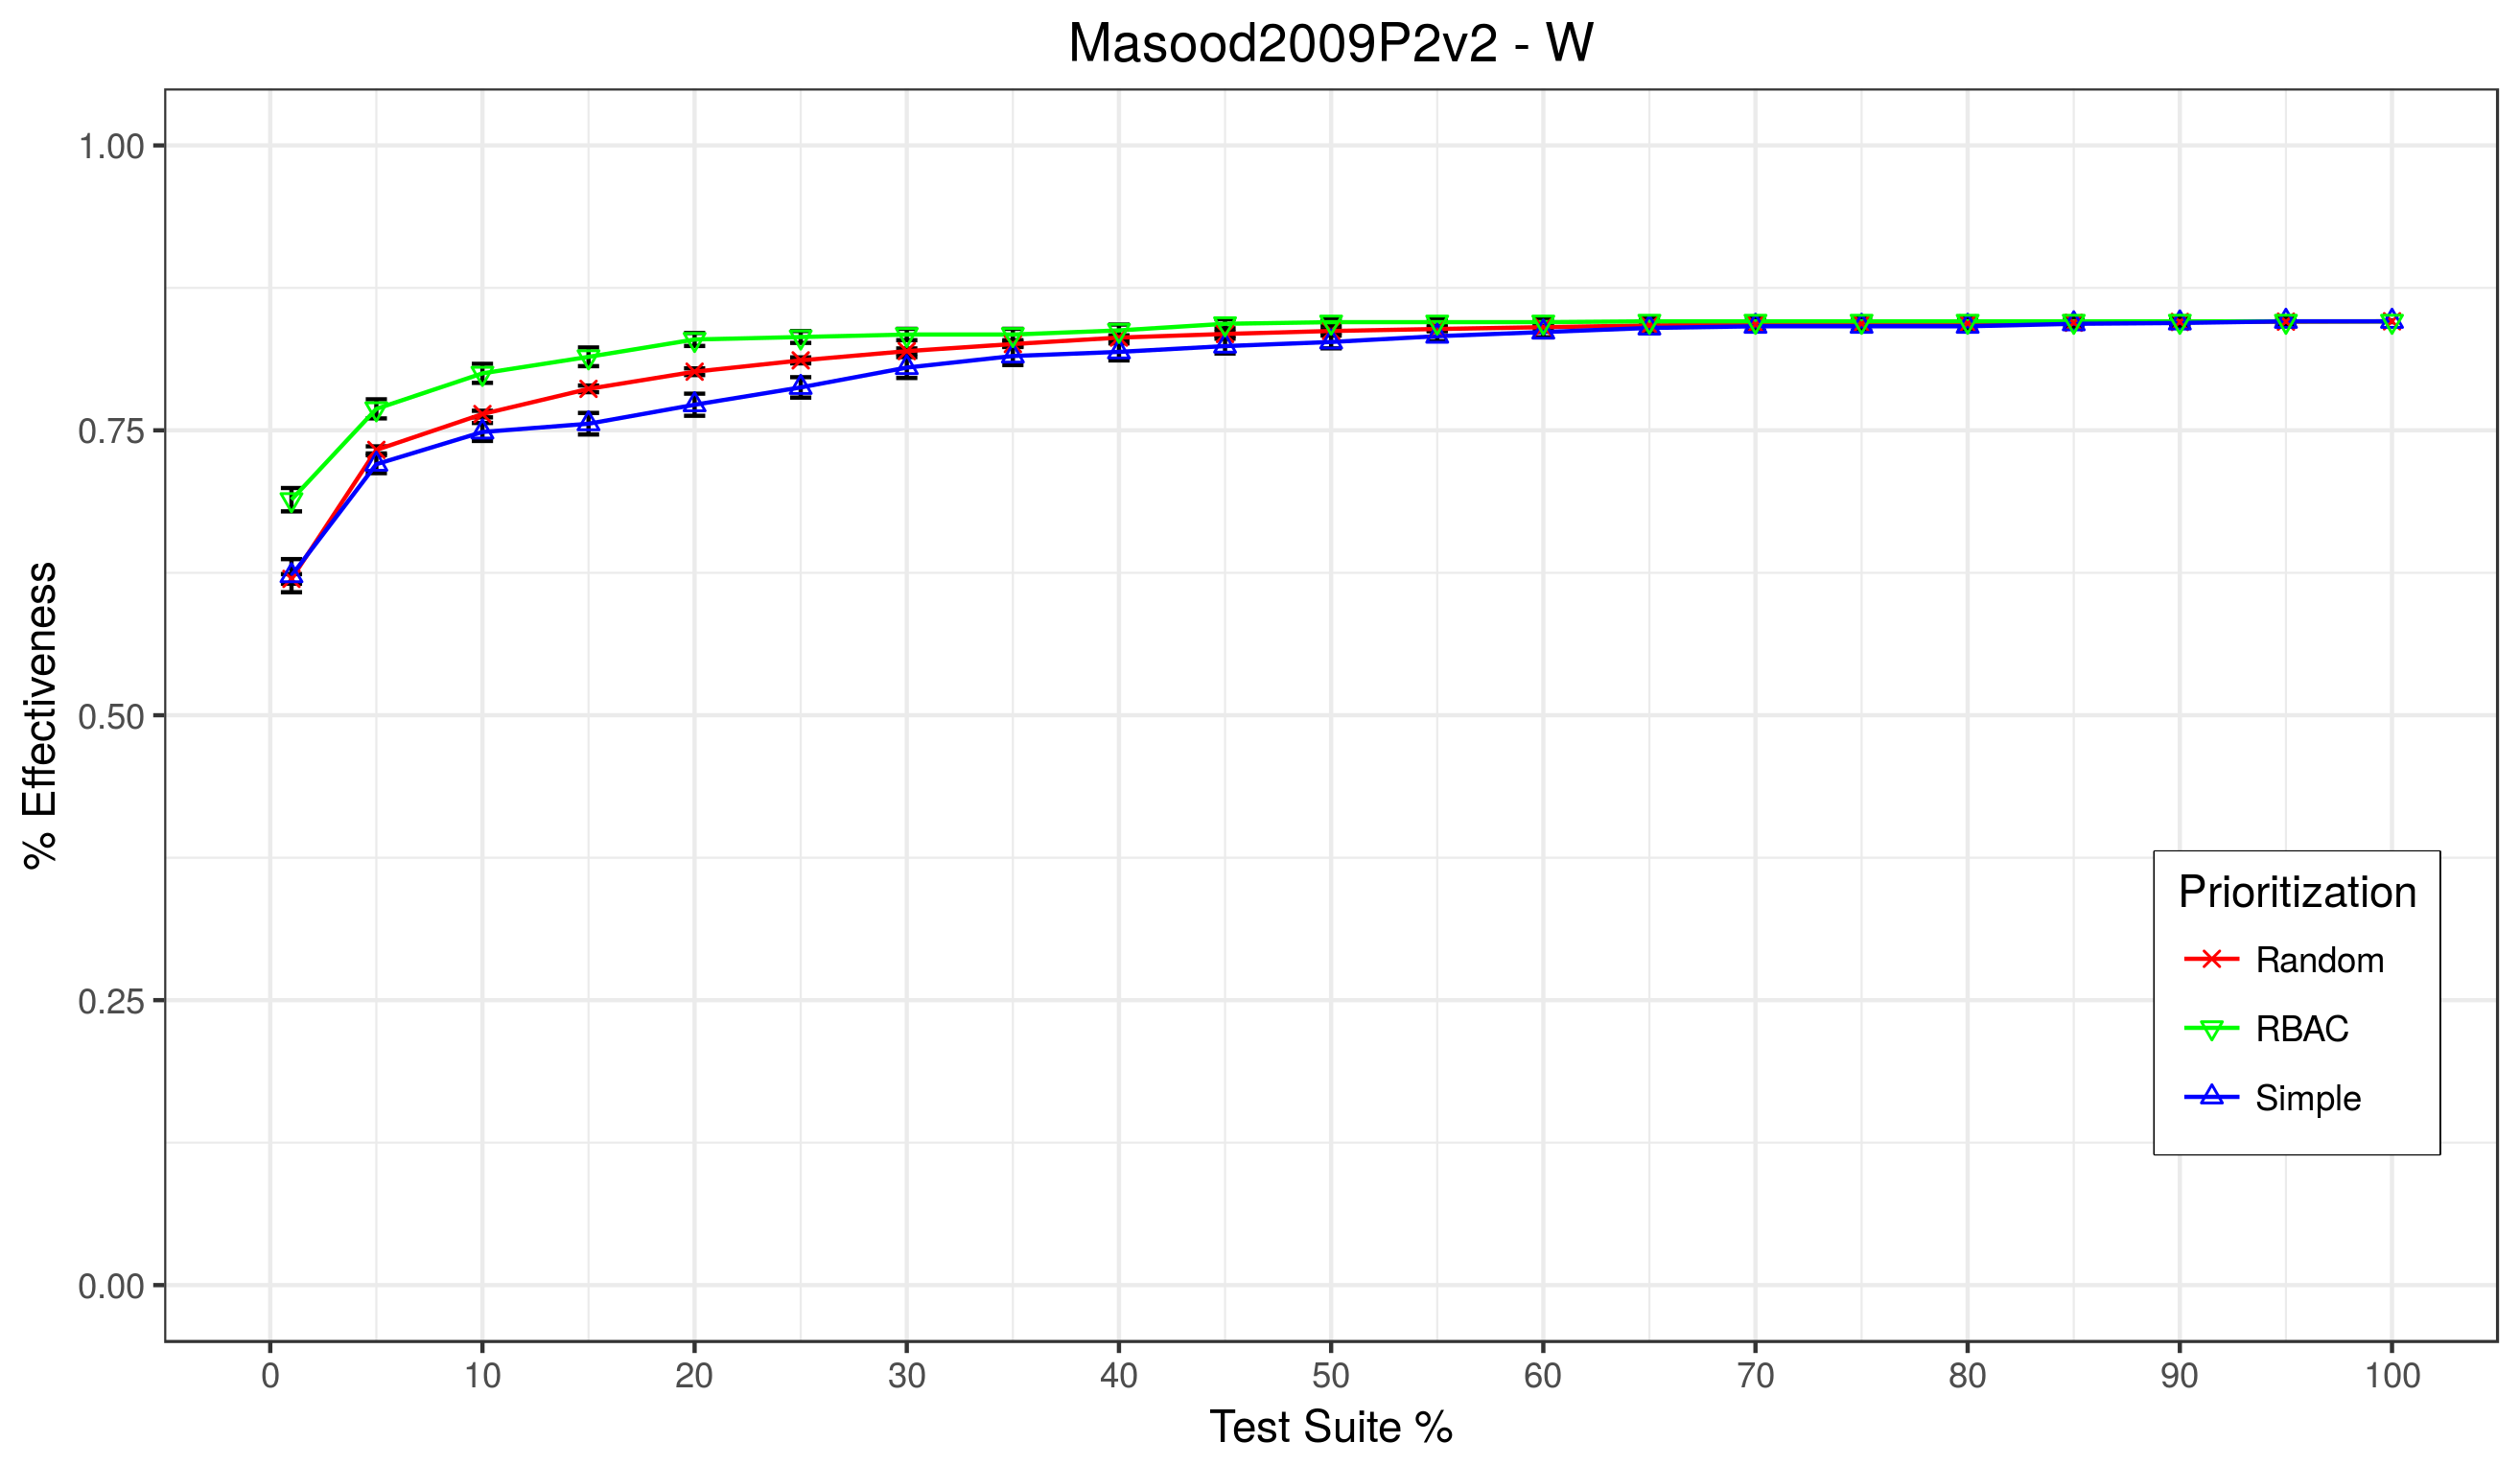 Masood2009P2v2 - W
1.00
0.75
0.50
0.25
0.00
% Effectiveness
Prioritization
Random
RBAC
Simple
0 10 20 30 40 50 60 70 80 90 100
Test Suite %